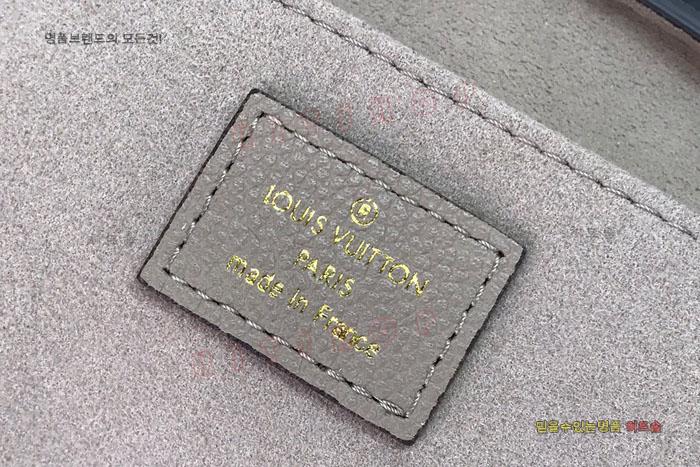 명품브랜드의 모든것!
®
LOUIS VUITTON
PARIS
made in France
믿을수있는명품 히트숍